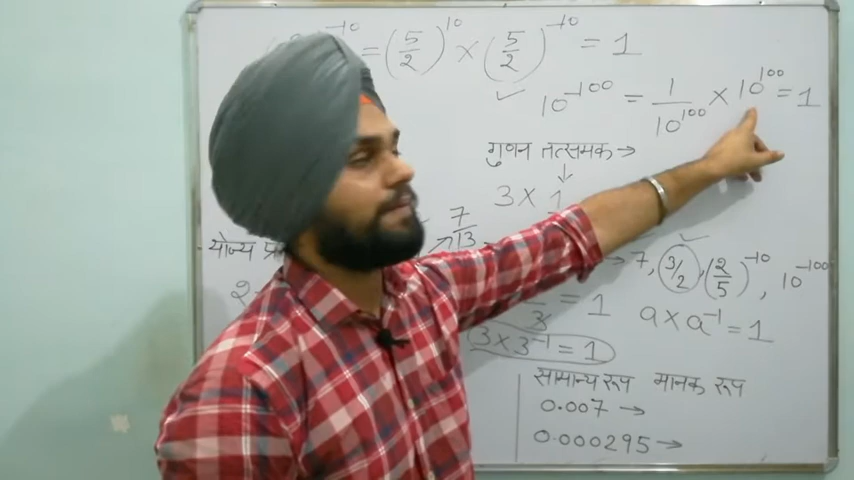 = (5/2)^10 × (5/2)^-10 = 1
✓ 10^-100 = 1/10^100 × 10^100 = 1
गुणन तत्समक →
↓
3 × 1
7/13
योज्य
→ 7, (3/2), (2/5)^-10, 10^-100
= 1
a × a^-1 = 1
3 × 3^-1 = 1
सामान्य रूप मानक रूप
0.007 →
0.000295 →